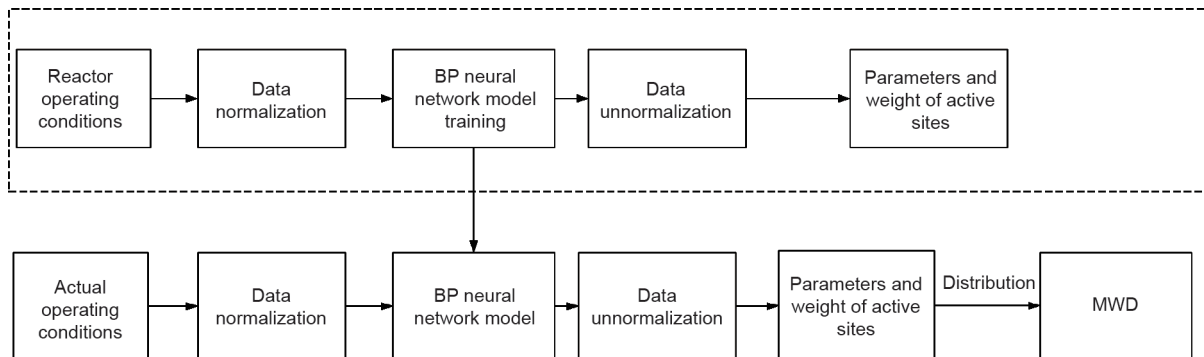 Reactor
operating
conditions
Data
normalization
BP neural
network model
training
Data
unnormalization
Parameters and
weight of active
sites
Actual
operating
conditions
Data
normalization
BP neural
network model
Data
unnormalization
Parameters and
weight of active
sites
Distribution
MWD